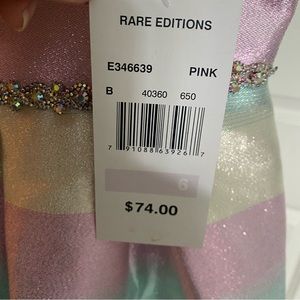 RARE EDITIONS
E346639 PINK
B 40360 650
7 91088 63926 7
6
$74.00